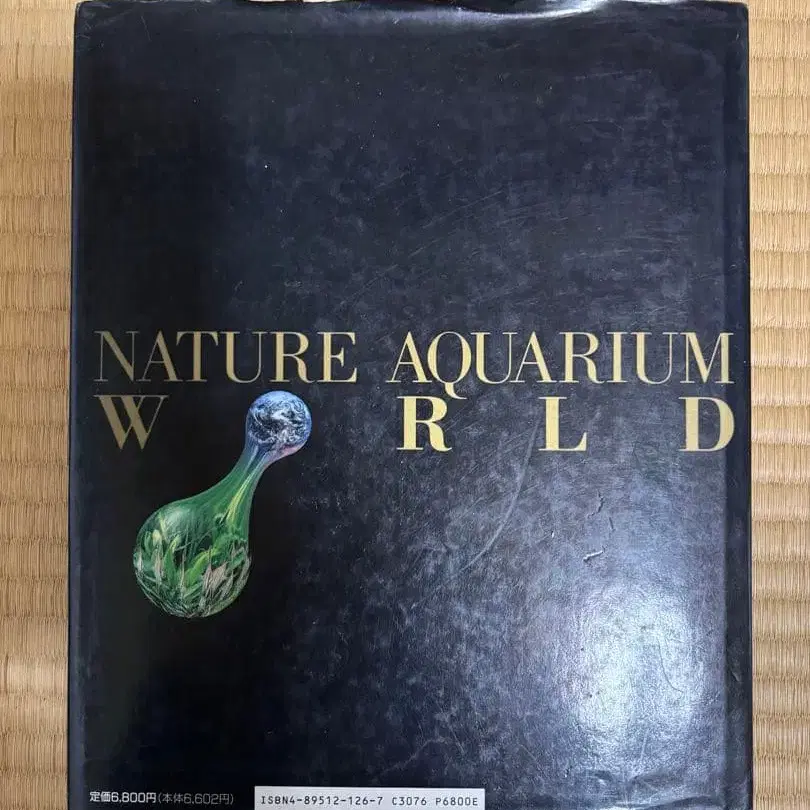 NATURE AQUARIUM
W RLD
定価6,800円(本体6,602円)
ISBN4-89512-126-7 C3076 P6800E